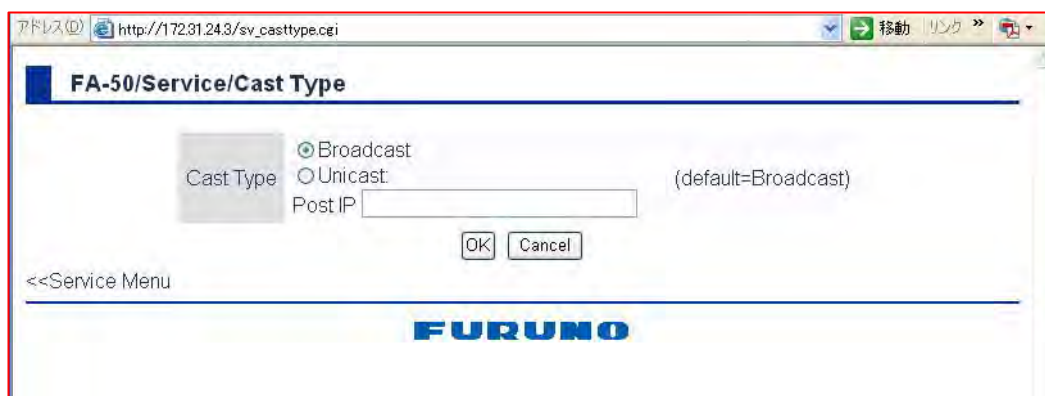 アドレス(D) http://172.31.24.3/sv_casttype.cgi 移動 リンク »
FA-50/Service/Cast Type
Cast Type
Broadcast
Unicast:
Post IP
(default=Broadcast)
OK Cancel
<<Service Menu
FURUNO